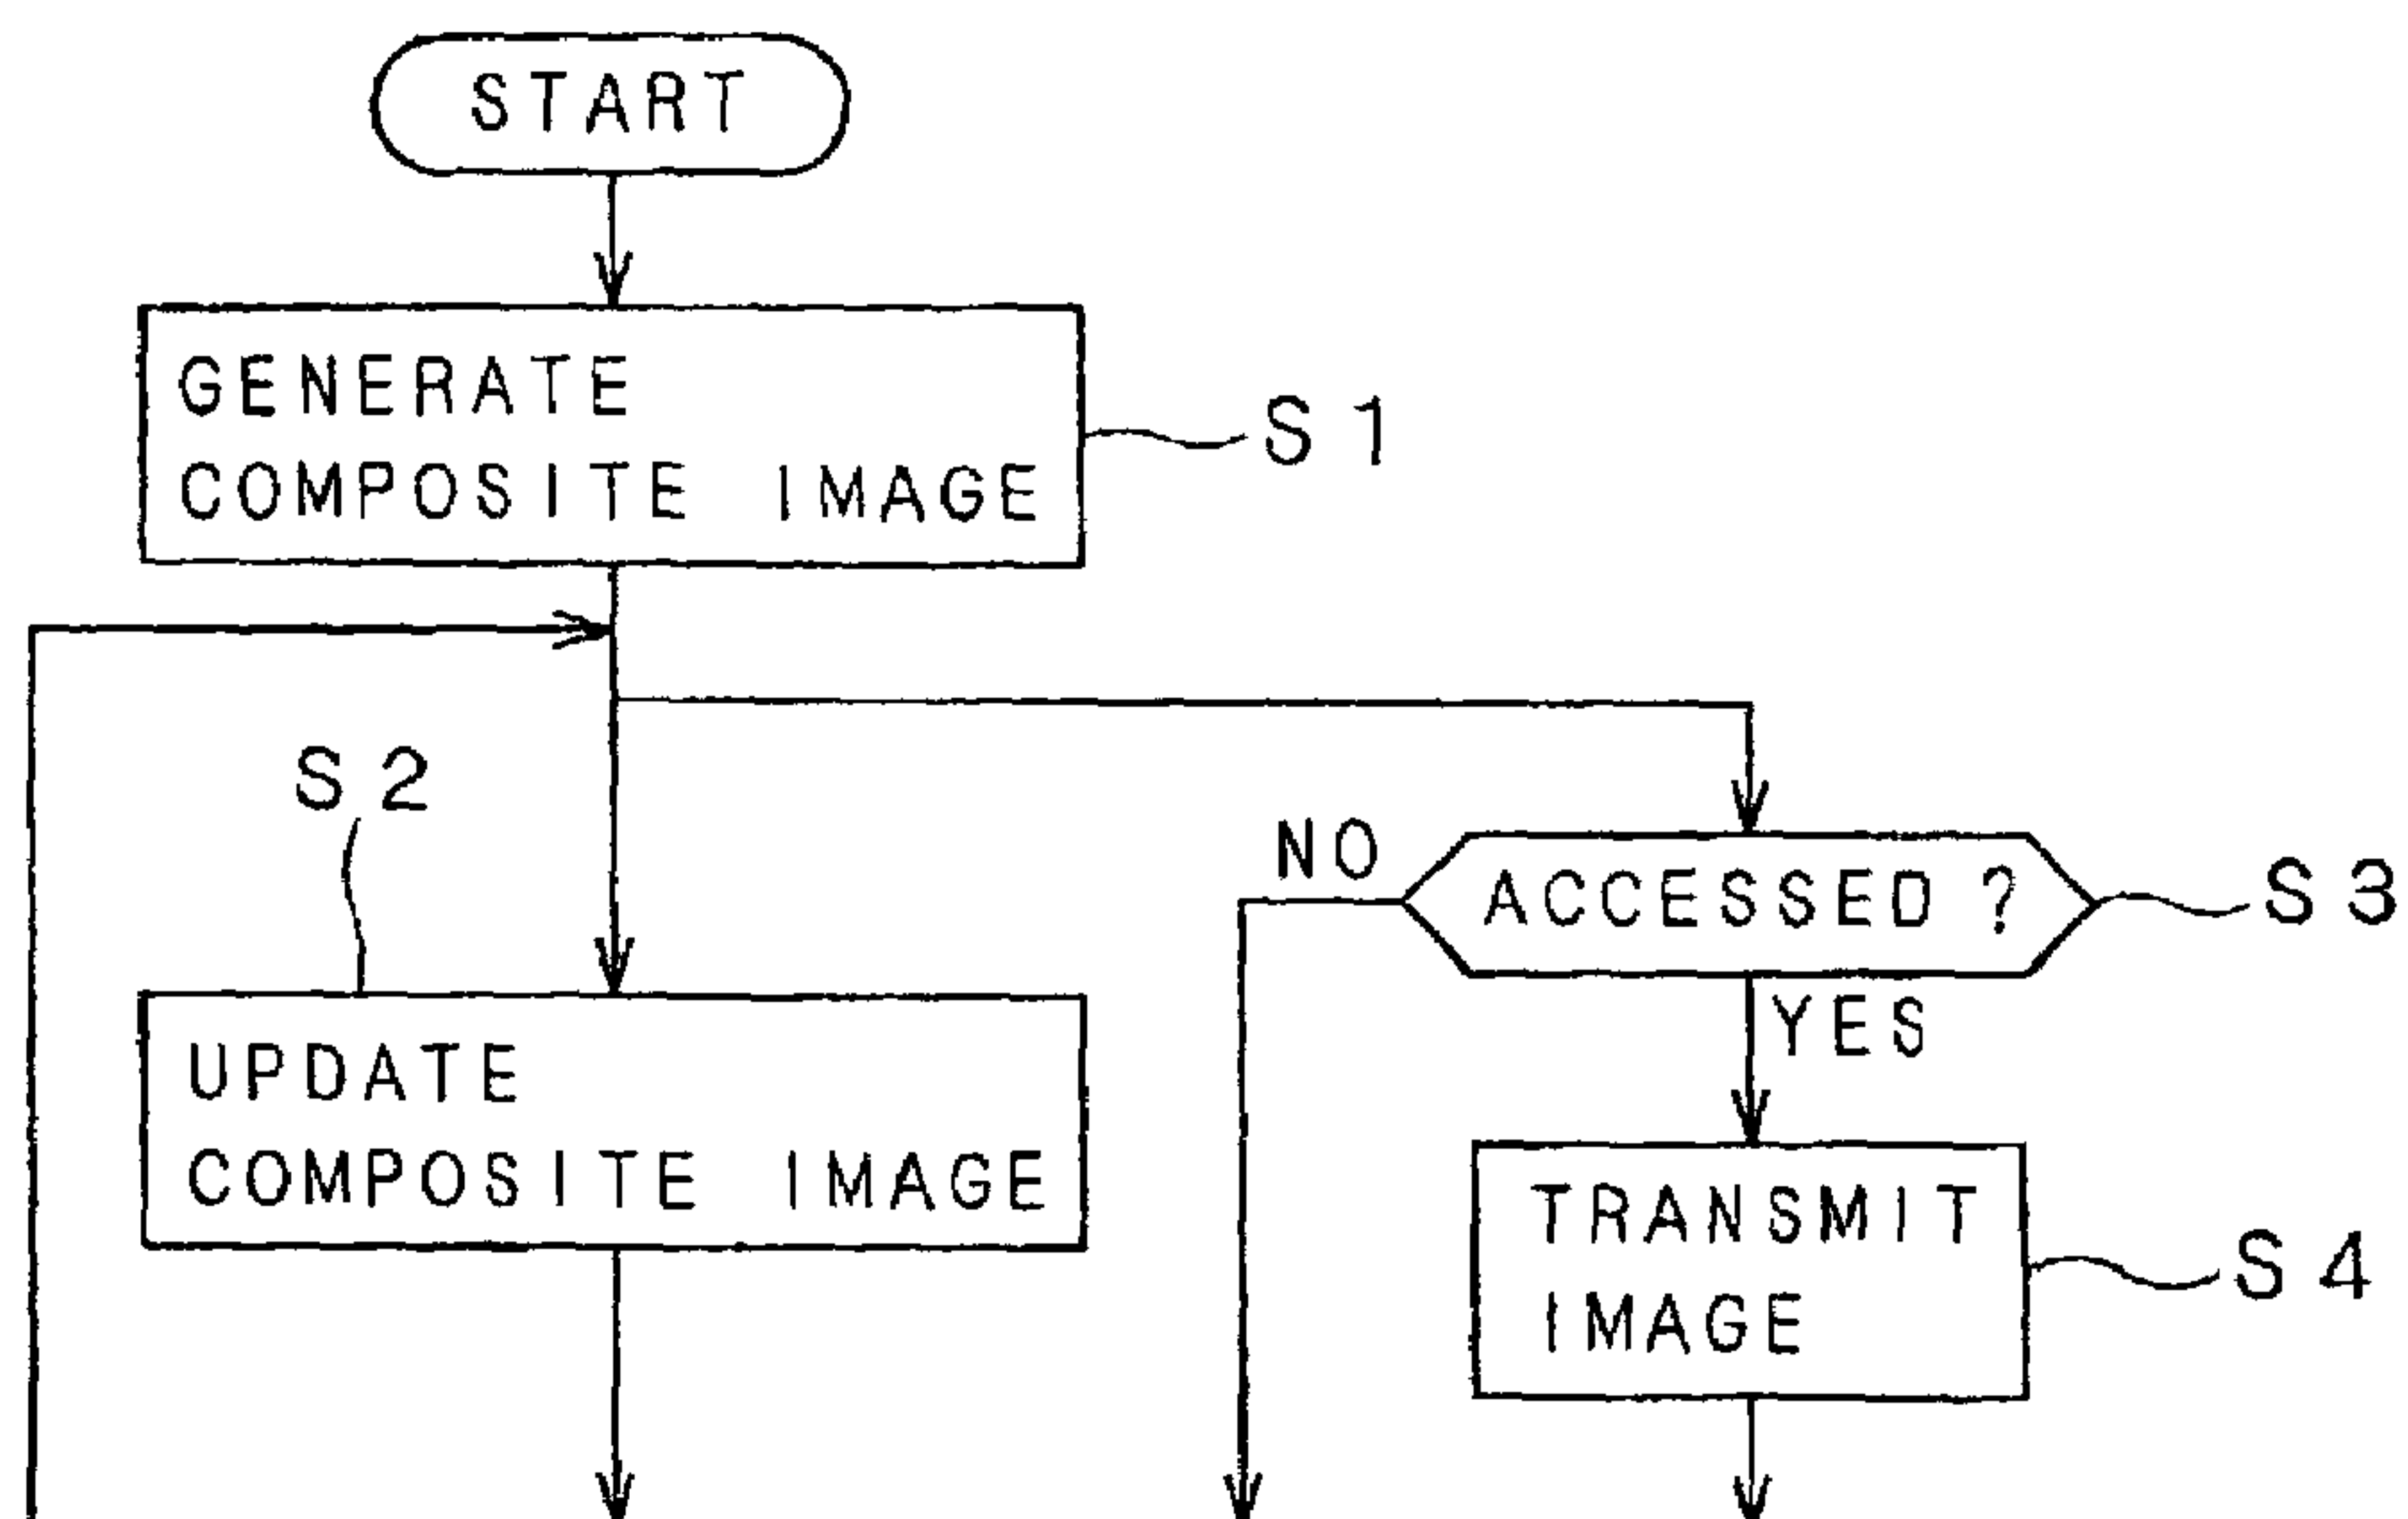 START
GENERATE
COMPOSITE IMAGE
S1
S2
NO
ACCESSED ?
S3
YES
UPDATE
COMPOSITE IMAGE
TRANSMIT
IMAGE
S4